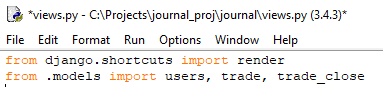 *views.py - C:\Projects\journal_proj\journal\views.py (3.4.3)*
File Edit Format Run Options Window Help
from django.shortcuts import render
from .models import users, trade, trade_close